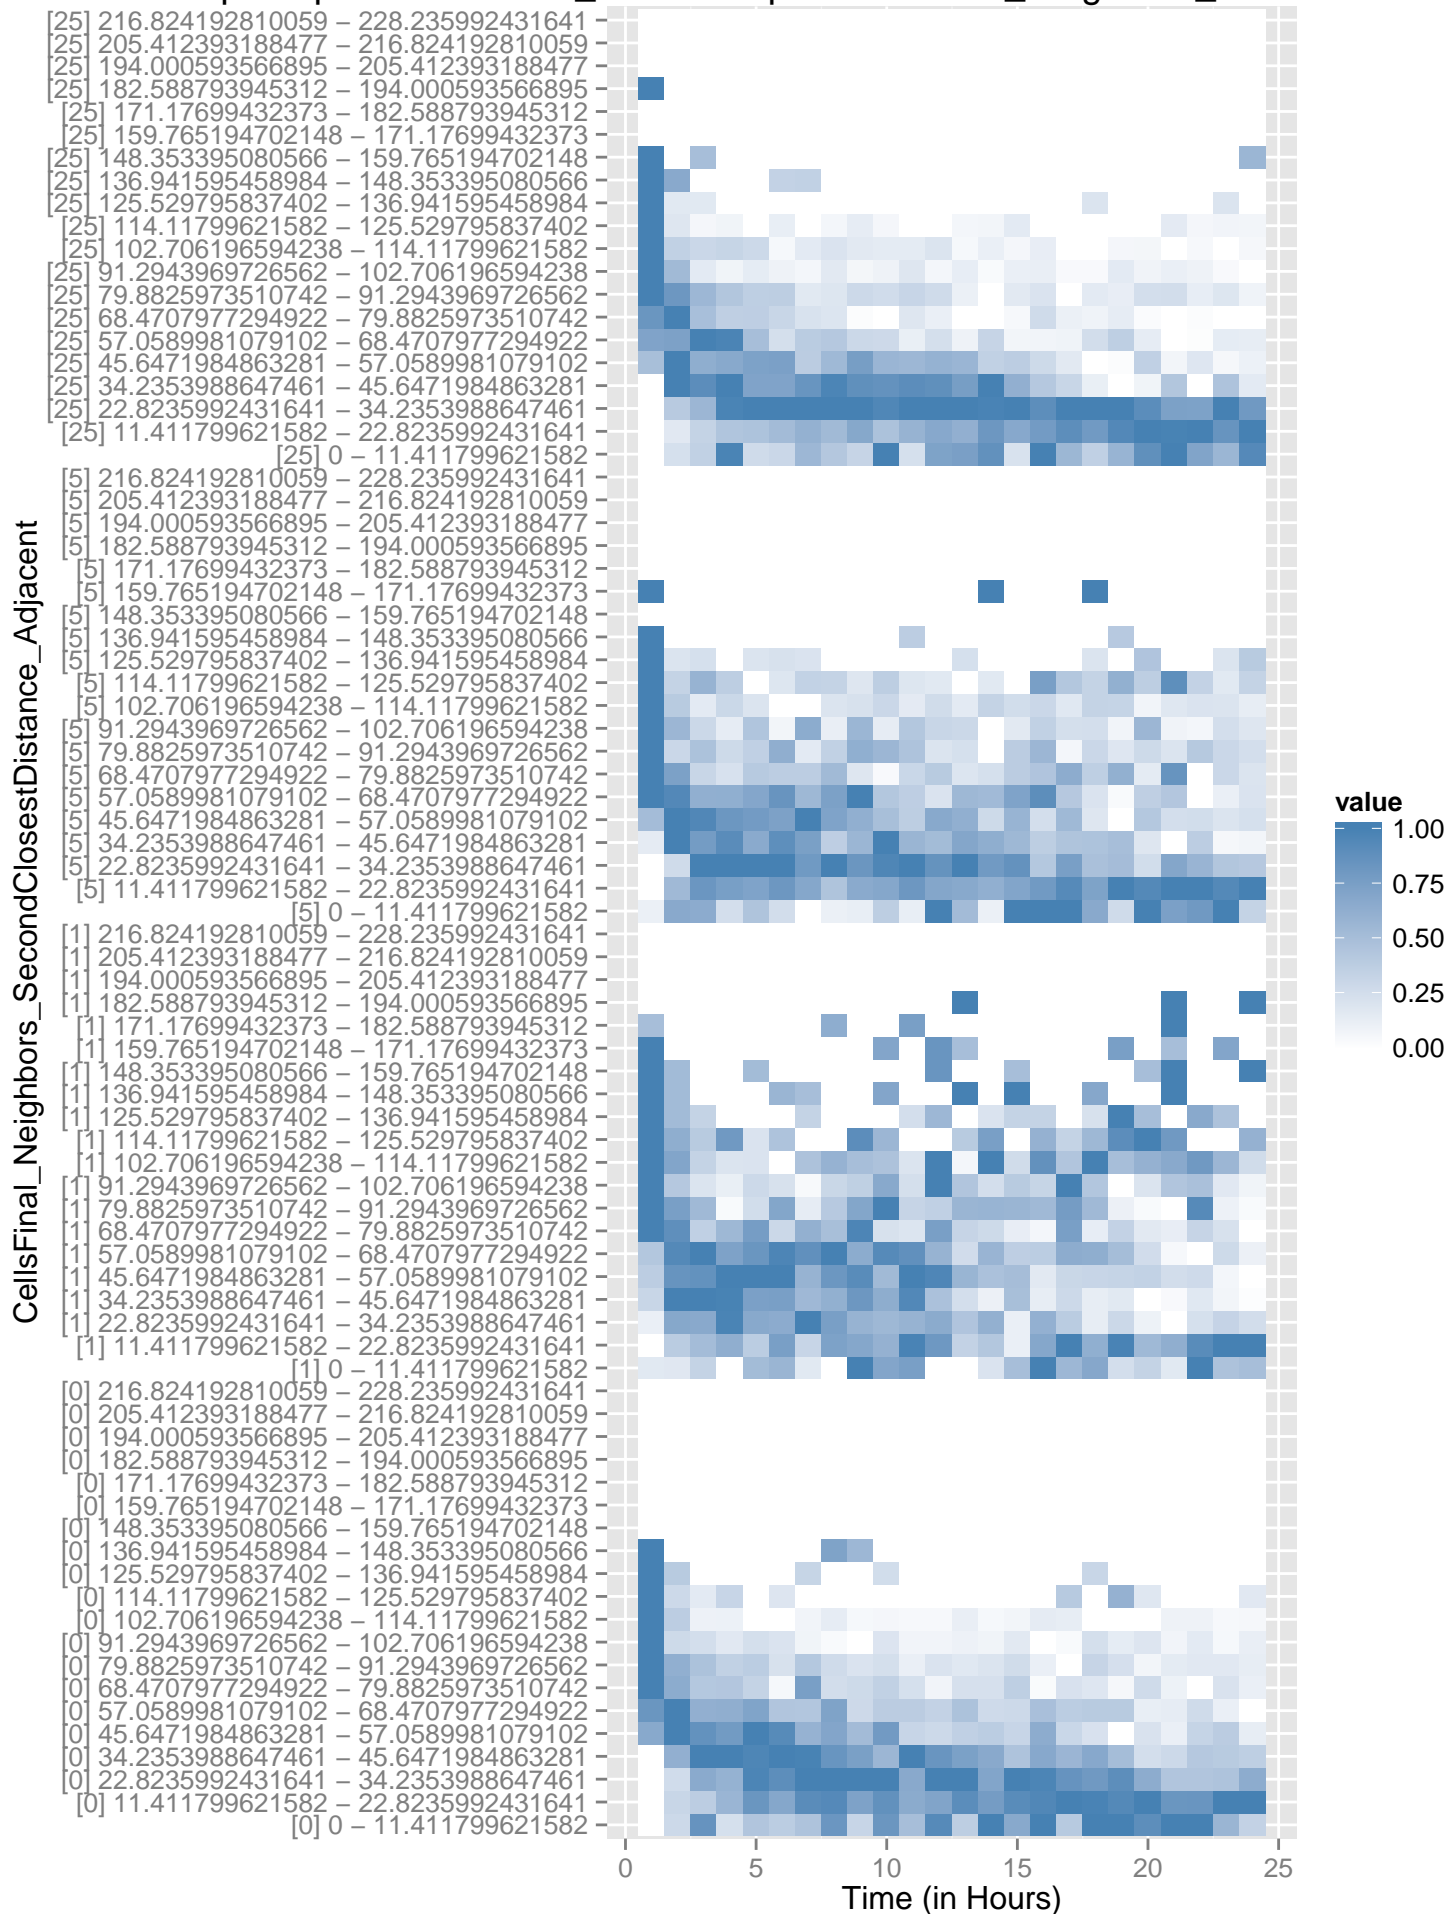 [25] 216.824192810059 − 228.235992431641
[25] 205.412393188477 − 216.824192810059
[25] 194.000593566895 − 205.412393188477
[25] 182.588793945312 − 194.000593566895
[25] 171.17699432373 − 182.588793945312
[25] 159.765194702148 − 171.17699432373
[25] 148.353395080566 − 159.765194702148
[25] 136.941595458984 − 148.353395080566
[25] 125.529795837402 − 136.941595458984
[25] 114.11799621582 − 125.529795837402
[25] 102.706196594238 − 114.11799621582
[25] 91.2943969726562 − 102.706196594238
[25] 79.8825973510742 − 91.2943969726562
[25] 68.4707977294922 − 79.8825973510742
[25] 57.0589981079102 − 68.4707977294922
[25] 45.6471984863281 − 57.0589981079102
[25] 34.2353988647461 − 45.6471984863281
[25] 22.8235992431641 − 34.2353988647461
[25] 11.411799621582 − 22.8235992431641
[25] 0 − 11.411799621582
[5] 216.824192810059 − 228.235992431641
[5] 205.412393188477 − 216.824192810059
[5] 194.000593566895 − 205.412393188477
[5] 182.588793945312 − 194.000593566895
[5] 171.17699432373 − 182.588793945312
[5] 159.765194702148 − 171.17699432373
[5] 148.353395080566 − 159.765194702148
[5] 136.941595458984 − 148.353395080566
[5] 125.529795837402 − 136.941595458984
[5] 114.11799621582 − 125.529795837402
[5] 102.706196594238 − 114.11799621582
[5] 91.2943969726562 − 102.706196594238
[5] 79.8825973510742 − 91.2943969726562
[5] 68.4707977294922 − 79.8825973510742
[5] 57.0589981079102 − 68.4707977294922
[5] 45.6471984863281 − 57.0589981079102
[5] 34.2353988647461 − 45.6471984863281
[5] 22.8235992431641 − 34.2353988647461
[5] 11.411799621582 − 22.8235992431641
[5] 0 − 11.411799621582
[1] 216.824192810059 − 228.235992431641
[1] 205.412393188477 − 216.824192810059
[1] 194.000593566895 − 205.412393188477
[1] 182.588793945312 − 194.000593566895
[1] 171.17699432373 − 182.588793945312
[1] 159.765194702148 − 171.17699432373
[1] 148.353395080566 − 159.765194702148
[1] 136.941595458984 − 148.353395080566
[1] 125.529795837402 − 136.941595458984
[1] 114.11799621582 − 125.529795837402
[1] 102.706196594238 − 114.11799621582
[1] 91.2943969726562 − 102.706196594238
[1] 79.8825973510742 − 91.2943969726562
[1] 68.4707977294922 − 79.8825973510742
[1] 57.0589981079102 − 68.4707977294922
[1] 45.6471984863281 − 57.0589981079102
[1] 34.2353988647461 − 45.6471984863281
[1] 22.8235992431641 − 34.2353988647461
[1] 11.411799621582 − 22.8235992431641
[1] 0 − 11.411799621582
[0] 216.824192810059 − 228.235992431641
[0] 205.412393188477 − 216.824192810059
[0] 194.000593566895 − 205.412393188477
[0] 182.588793945312 − 194.000593566895
[0] 171.17699432373 − 182.588793945312
[0] 159.765194702148 − 171.17699432373
[0] 148.353395080566 − 159.765194702148
[0] 136.941595458984 − 148.353395080566
[0] 125.529795837402 − 136.941595458984
[0] 114.11799621582 − 125.529795837402
[0] 102.706196594238 − 114.11799621582
[0] 91.2943969726562 − 102.706196594238
[0] 79.8825973510742 − 91.2943969726562
[0] 68.4707977294922 − 79.8825973510742
[0] 57.0589981079102 − 68.4707977294922
[0] 45.6471984863281 − 57.0589981079102
[0] 34.2353988647461 − 45.6471984863281
[0] 22.8235992431641 − 34.2353988647461
[0] 11.411799621582 − 22.8235992431641
[0] 0 − 11.411799621582
CellsFinal_Neighbors_SecondClosestDistance_Adjacent
0 5 10 15 20 25
Time (in Hours)
value
1.00
0.75
0.50
0.25
0.00